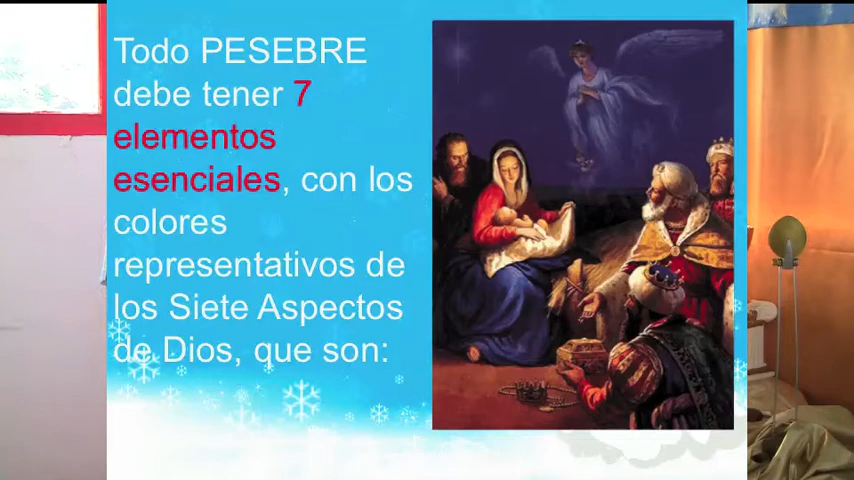 Todo PESEBRE
debe tener 7
elementos
esenciales, con los
colores
representativos de
los Siete Aspectos
de Dios, que son: